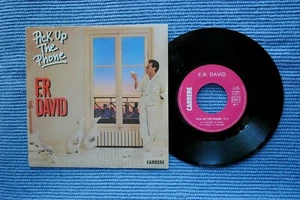 Pick Up
The
Phone
F.R
DAVID
CARRERE
F.R. DAVID
CARRERE
PICK UP THE PHONE